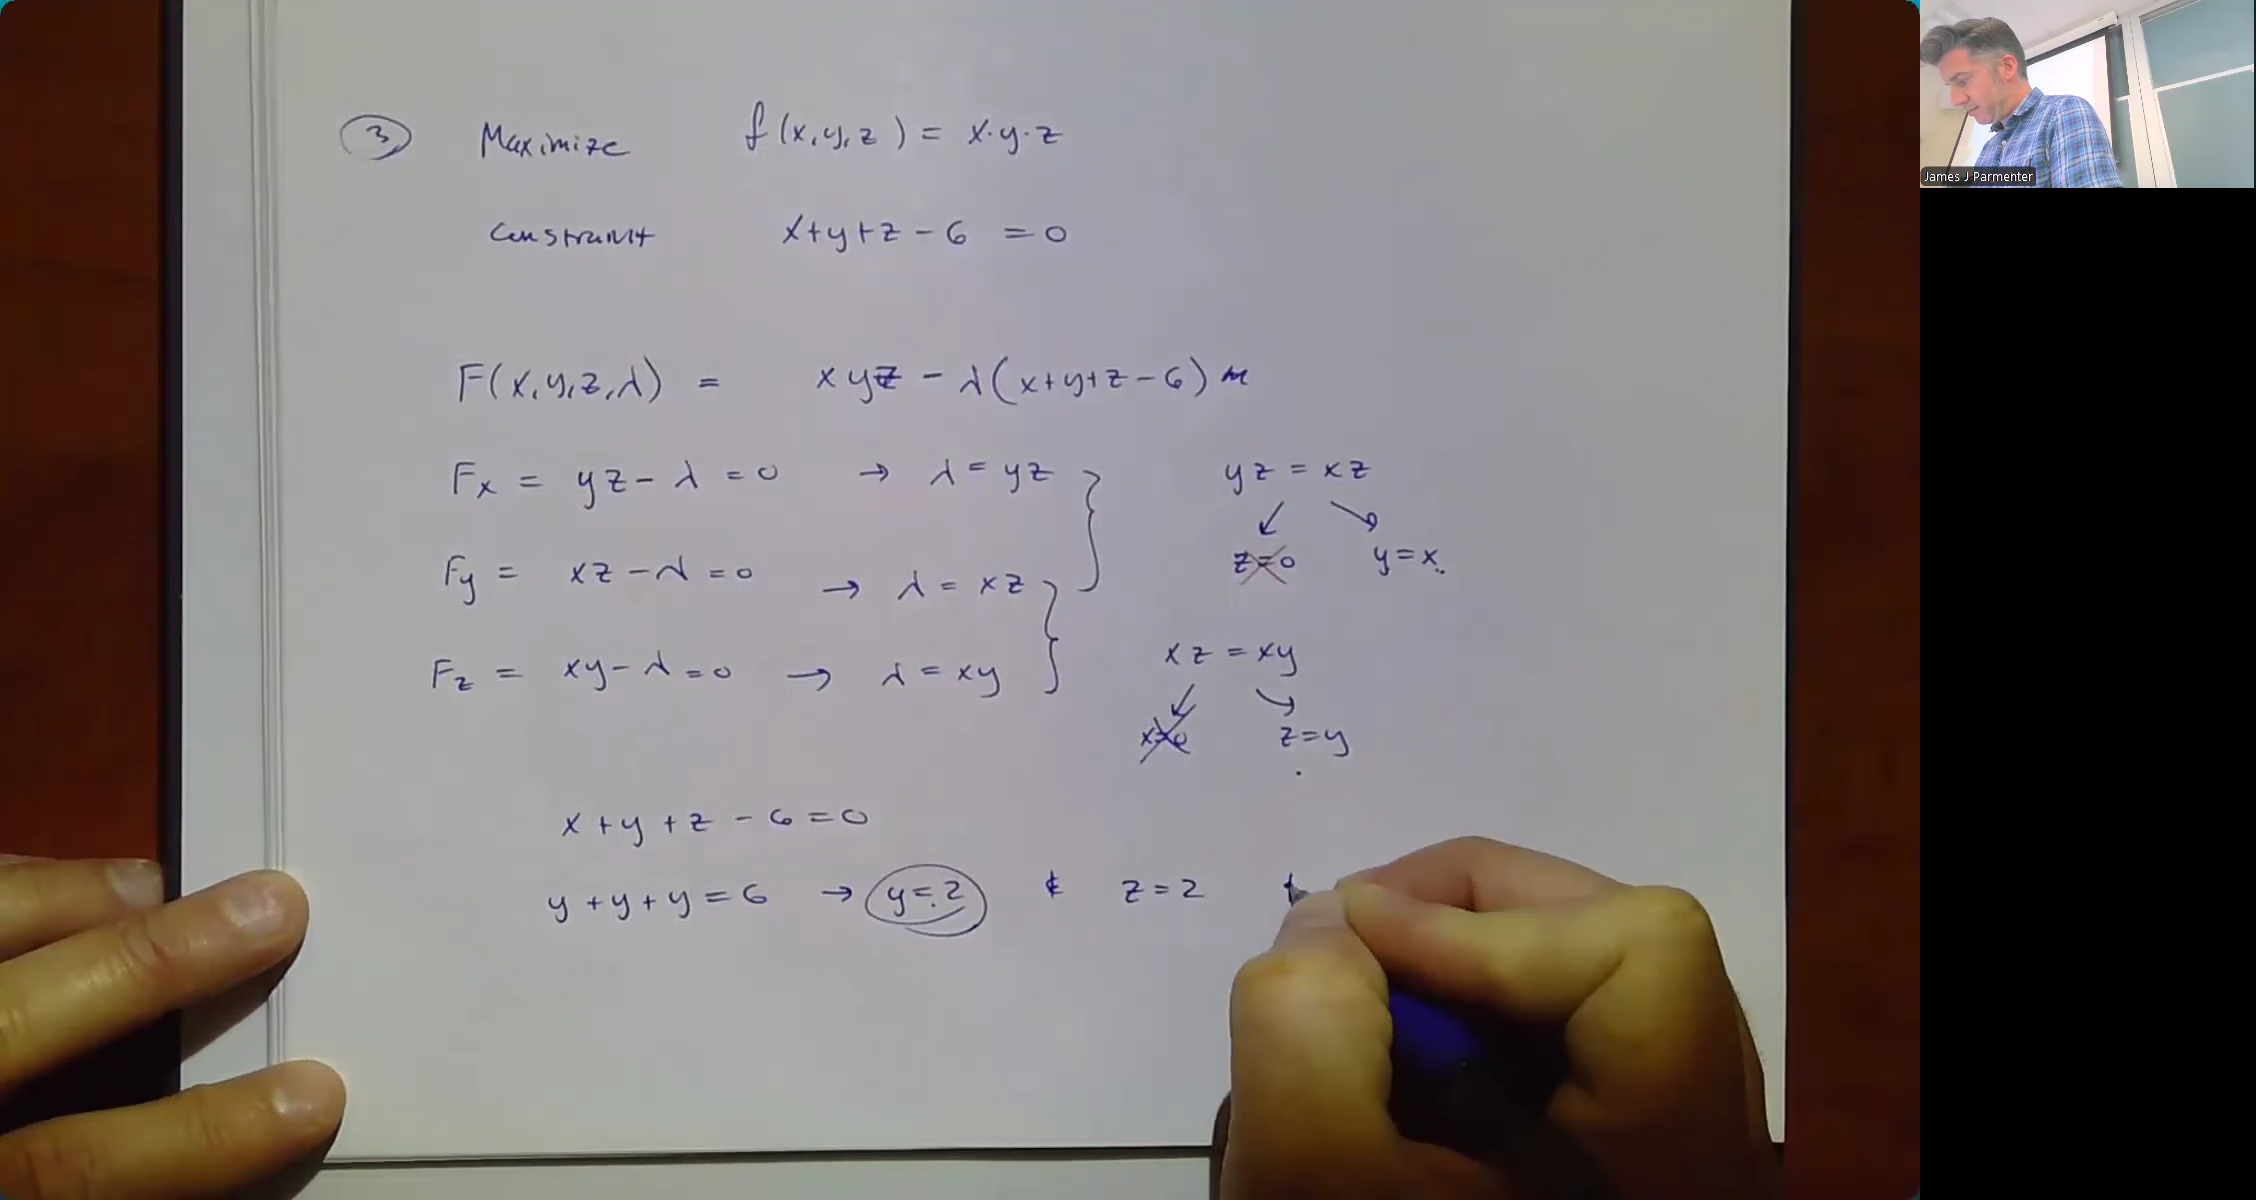 ③ Maximize f(x,y,z) = x·y·z
constraint x+y+z-6 = 0
F(x,y,z,λ) = xyz - λ(x+y+z-6)
Fx = yz - λ = 0 → λ = yz
yz = xz
z=0 y=x
Fy = xz - λ = 0 → λ = xz
Fz = xy - λ = 0 → λ = xy
xz = xy
x=0 z=y
x+y+z-6=0
y+y+y=6 → y=2 & z=2
James J Parmenter